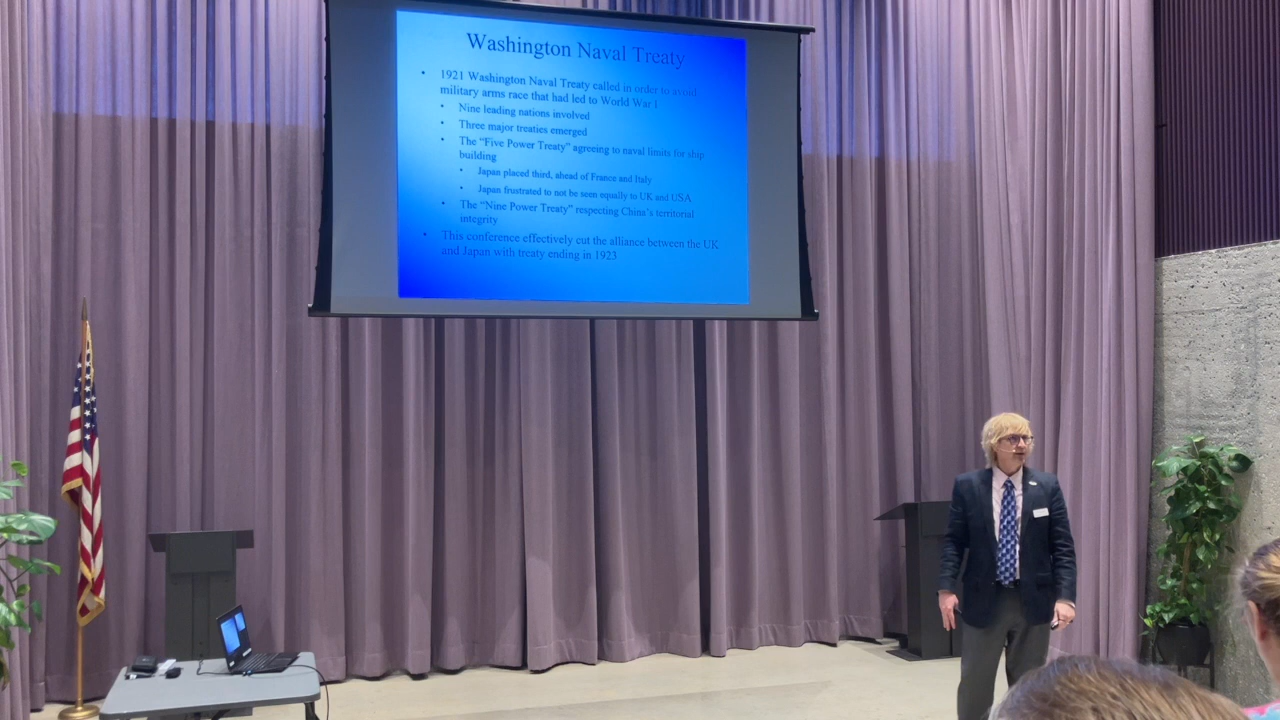 Washington Naval Treaty
• 1921 Washington Naval Treaty called in order to avoid
military arms race that had led to World War I
• Nine leading nations involved
• Three major treaties emerged
• The “Five Power Treaty” agreeing to naval limits for ship
building
• Japan placed third, ahead of France and Italy
• Japan frustrated to not be seen equally to UK and USA
• The “Nine Power Treaty” respecting China’s territorial
integrity
• This conference effectively cut the alliance between the UK
and Japan with treaty ending in 1923